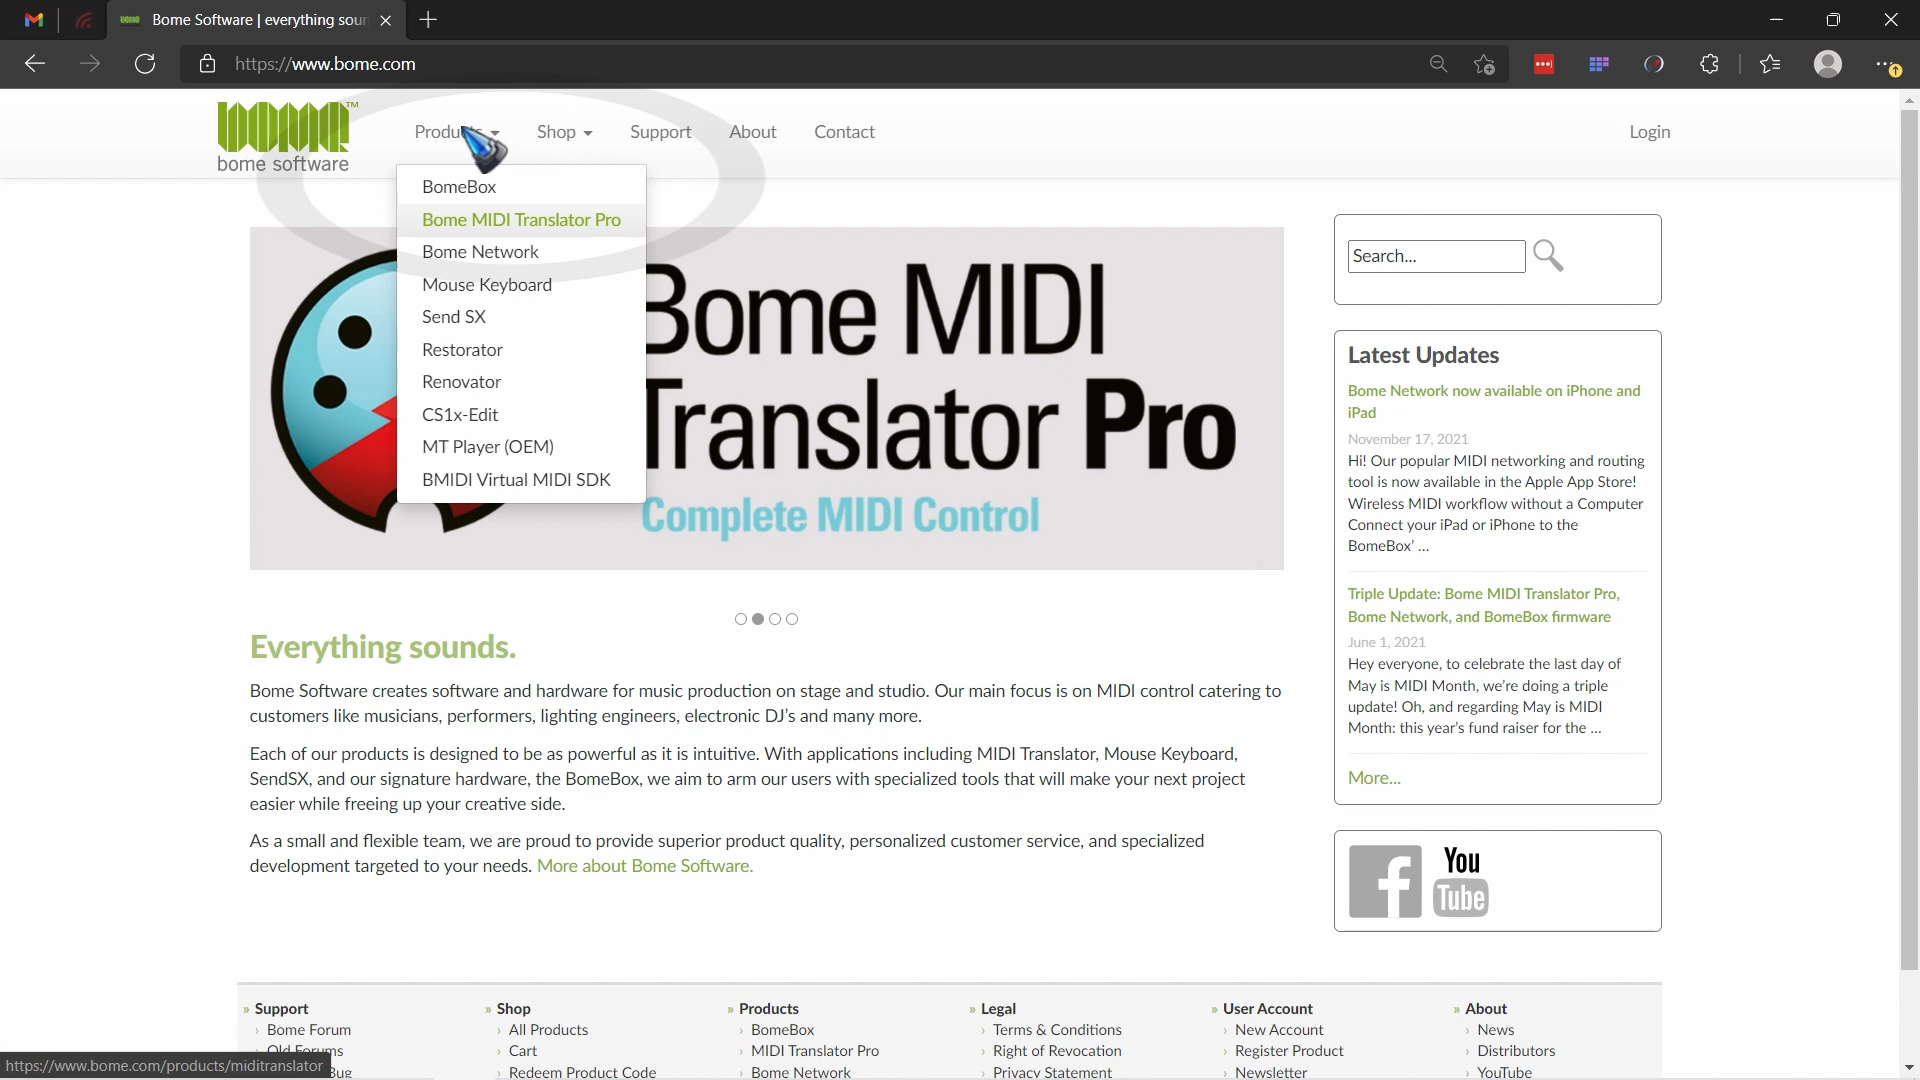 Bome Software | everything soun
https://www.bome.com
bome™
bome software
Products
Shop
Support
About
Contact
Login
BomeBox
Bome MIDI Translator Pro
Bome Network
Mouse Keyboard
Send SX
Restorator
Renovator
CS1x-Edit
MT Player (OEM)
BMIDI Virtual MIDI SDK
Bome MIDI
Translator Pro
Complete MIDI Control
Search...
Latest Updates
Bome Network now available on iPhone and
iPad
November 17, 2021
Hi! Our popular MIDI networking and routing
tool is now available in the Apple App Store!
Wireless MIDI workflow without a Computer
Connect your iPad or iPhone to the
BomeBox’ ...
Triple Update: Bome MIDI Translator Pro,
Bome Network, and BomeBox firmware
June 1, 2021
Hey everyone, to celebrate the last day of
May is MIDI Month, we’re doing a triple
update! Oh, and regarding May is MIDI
Month: this year’s fund raiser for the ...
More...
You
Tube
Everything sounds.
Bome Software creates software and hardware for music production on stage and studio. Our main focus is on MIDI control catering to
customers like musicians, performers, lighting engineers, electronic DJ's and many more.
Each of our products is designed to be as powerful as it is intuitive. With applications including MIDI Translator, Mouse Keyboard,
SendSX, and our signature hardware, the BomeBox, we aim to arm our users with specialized tools that will make your next project
easier while freeing up your creative side.
As a small and flexible team, we are proud to provide superior product quality, personalized customer service, and specialized
development targeted to your needs. More about Bome Software.
» Support
› Bome Forum
› Old Forums
Bug
» Shop
› All Products
› Cart
› Redeem Product Code
» Products
› BomeBox
› MIDI Translator Pro
› Bome Network
» Legal
› Terms & Conditions
› Right of Revocation
› Privacy Statement
» User Account
› New Account
› Register Product
› Newsletter
» About
› News
› Distributors
› YouTube
https://www.bome.com/products/miditranslator